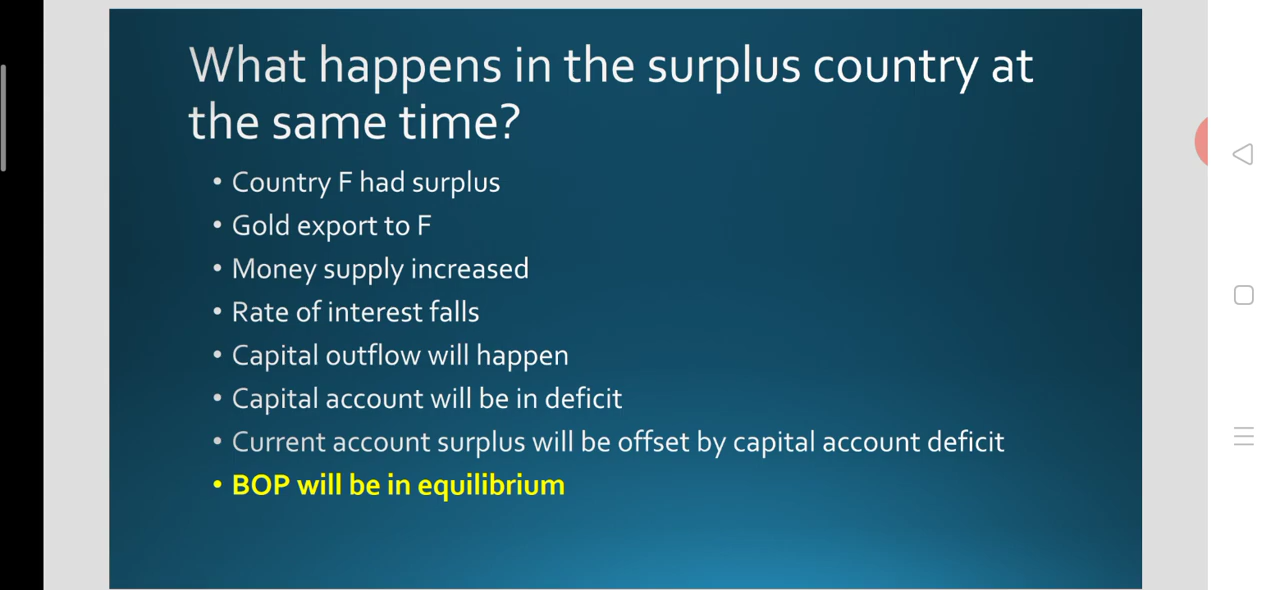 What happens in the surplus country at
the same time?
• Country F had surplus
• Gold export to F
• Money supply increased
• Rate of interest falls
• Capital outflow will happen
• Capital account will be in deficit
• Current account surplus will be offset by capital account deficit
• BOP will be in equilibrium